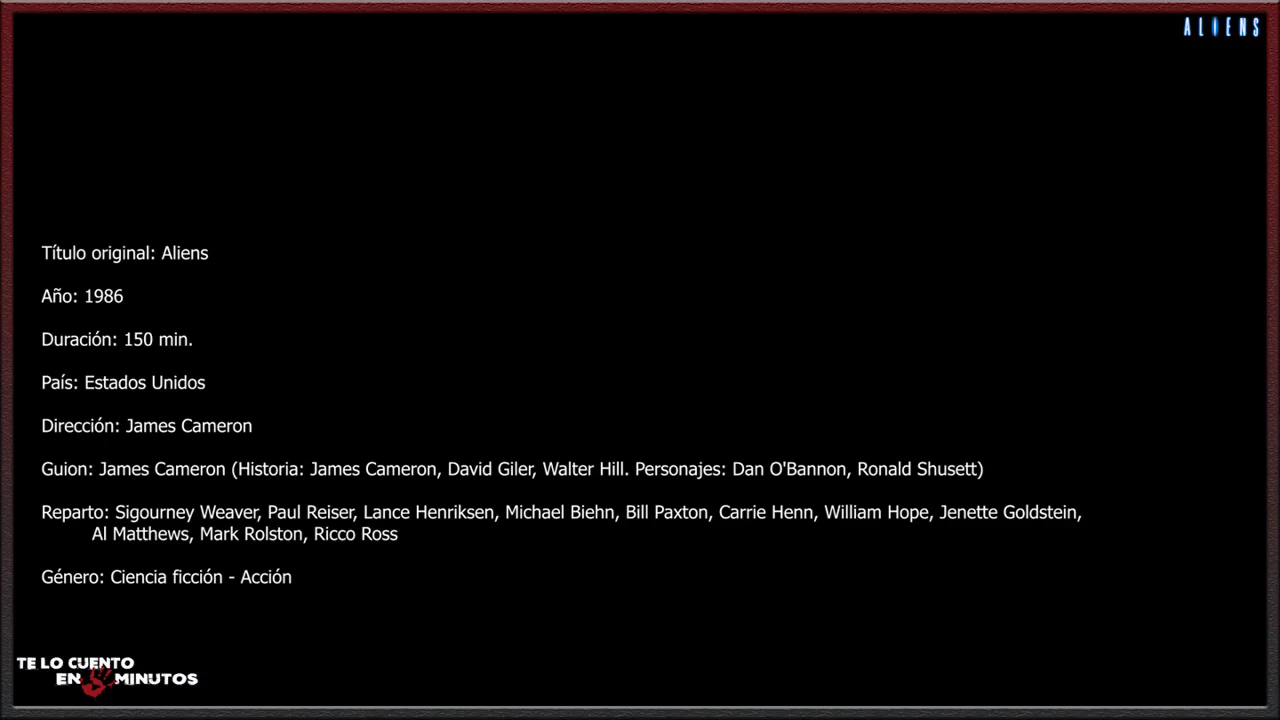 ALIENS
Título original: Aliens
Año: 1986
Duración: 150 min.
País: Estados Unidos
Dirección: James Cameron
Guion: James Cameron (Historia: James Cameron, David Giler, Walter Hill. Personajes: Dan O'Bannon, Ronald Shusett)
Reparto: Sigourney Weaver, Paul Reiser, Lance Henriksen, Michael Biehn, Bill Paxton, Carrie Henn, William Hope, Jenette Goldstein,
Al Matthews, Mark Rolston, Ricco Ross
Género: Ciencia ficción - Acción
TE LO CUENTO
EN MINUTOS